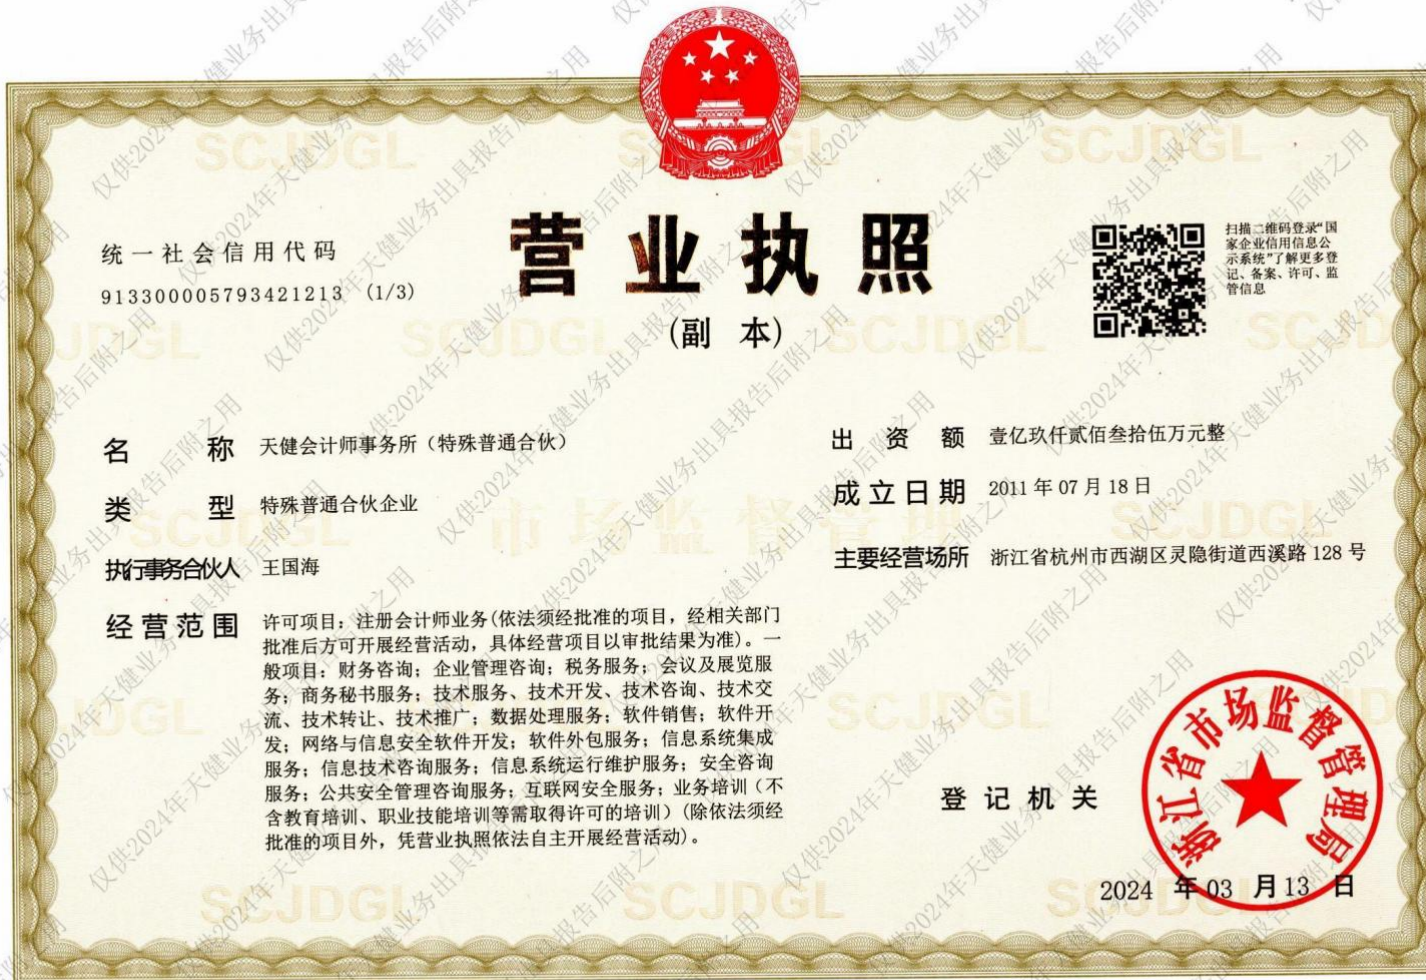 营业执照
(副 本)
统一社会信用代码
913300005793421213 (1/3)
扫描二维码登录“国
家企业信用信息公
示系统”了解更多登
记、备案、许可、监
管信息
名称 天健会计师事务所（特殊普通合伙）
类型 特殊普通合伙企业
执行事务合伙人 王国海
经营范围 许可项目：注册会计师业务(依法须经批准的项目，经相关部门
批准后方可开展经营活动，具体经营项目以审批结果为准)。一
般项目：财务咨询；企业管理咨询；税务服务；会议及展览服
务；商务秘书服务；技术服务、技术开发、技术咨询、技术交
流、技术转让、技术推广；数据处理服务；软件销售；软件开
发；网络与信息安全软件开发；软件外包服务；信息系统集成
服务；信息技术咨询服务；信息系统运行维护服务；安全咨询
服务；公共安全管理咨询服务；互联网安全服务；业务培训（不
含教育培训、职业技能培训等需取得许可的培训）(除依法须经
批准的项目外，凭营业执照依法自主开展经营活动)。
出资额 壹亿玖仟贰佰叁拾伍万元整
成立日期 2011年07月18日
主要经营场所 浙江省杭州市西湖区灵隐街道西溪路128号
登记机关
浙江省市场监督管理局
2024 年 03 月 13 日
仅供2024年天健业务出具报告后附之用
SCJDGL
市场监督管理